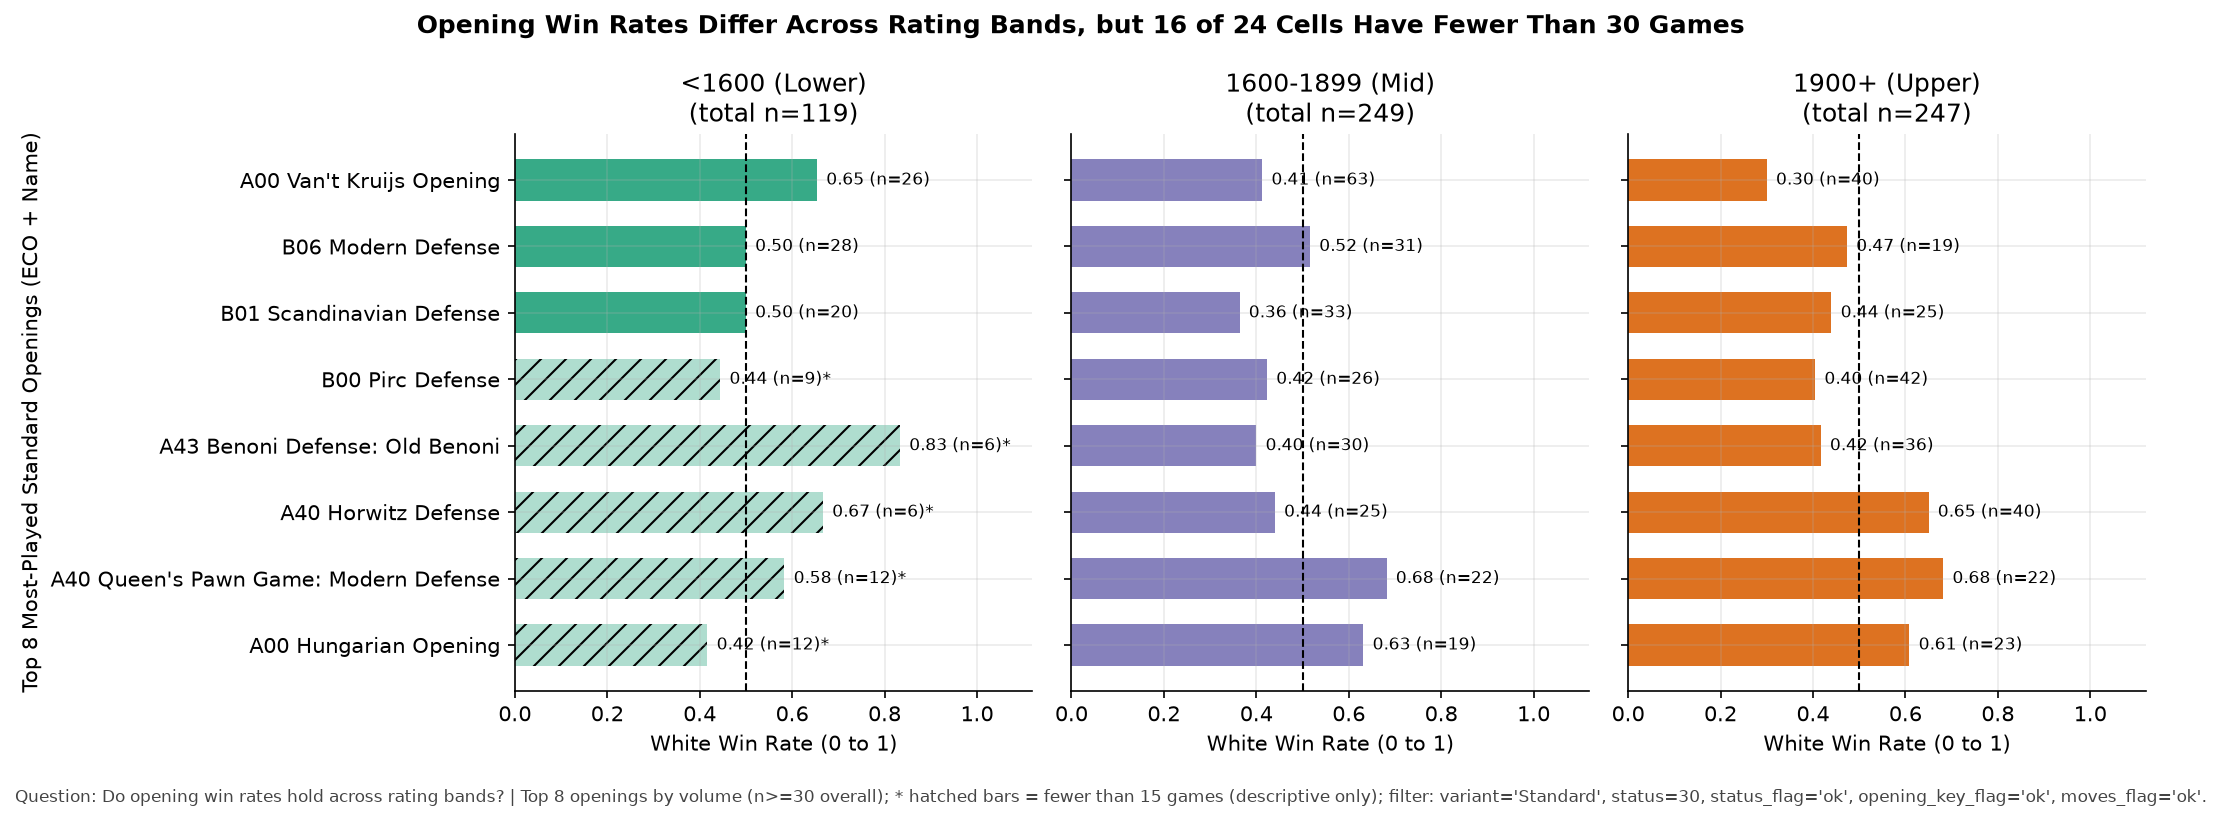 Opening Win Rates Differ Across Rating Bands, but 16 of 24 Cells Have Fewer Than 30 Games
<1600 (Lower)
(total n=119)
1600-1899 (Mid)
(total n=249)
1900+ (Upper)
(total n=247)
Top 8 Most-Played Standard Openings (ECO + Name)
A00 Van't Kruijs Opening
B06 Modern Defense
B01 Scandinavian Defense
B00 Pirc Defense
A43 Benoni Defense: Old Benoni
A40 Horwitz Defense
A40 Queen's Pawn Game: Modern Defense
A00 Hungarian Opening
0.65 (n=26)
0.50 (n=28)
0.50 (n=20)
0.44 (n=9)*
0.83 (n=6)*
0.67 (n=6)*
0.58 (n=12)*
0.42 (n=12)*
0.0 0.2 0.4 0.6 0.8 1.0
White Win Rate (0 to 1)
0.41 (n=63)
0.52 (n=31)
0.36 (n=33)
0.42 (n=26)
0.40 (n=30)
0.44 (n=25)
0.68 (n=22)
0.63 (n=19)
0.0 0.2 0.4 0.6 0.8 1.0
White Win Rate (0 to 1)
0.30 (n=40)
0.47 (n=19)
0.44 (n=25)
0.40 (n=42)
0.42 (n=36)
0.65 (n=40)
0.68 (n=22)
0.61 (n=23)
0.0 0.2 0.4 0.6 0.8 1.0
White Win Rate (0 to 1)
Question: Do opening win rates hold across rating bands? | Top 8 openings by volume (n>=30 overall); * hatched bars = fewer than 15 games (descriptive only); filter: variant='Standard', status=30, status_flag='ok', opening_key_flag='ok', moves_flag='ok'.